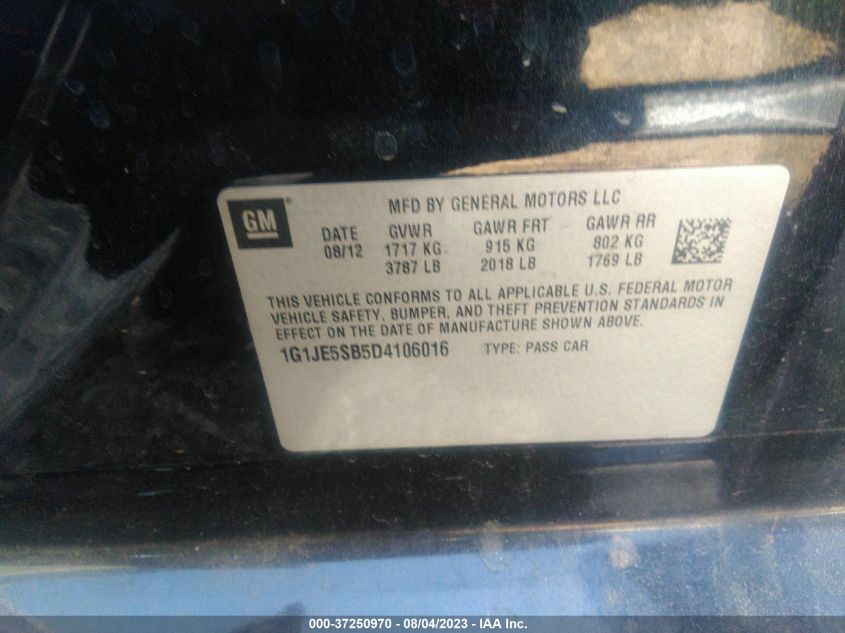 GM
MFD BY GENERAL MOTORS LLC
DATE GVWR GAWR FRT GAWR RR
08/12 1717 KG 915 KG 802 KG
3787 LB 2018 LB 1769 LB
THIS VEHICLE CONFORMS TO ALL APPLICABLE U.S. FEDERAL MOTOR
VEHICLE SAFETY, BUMPER, AND THEFT PREVENTION STANDARDS IN
EFFECT ON THE DATE OF MANUFACTURE SHOWN ABOVE.
1G1JE5SB5D4106016 TYPE: PASS CAR
000-37250970 - 08/04/2023 - IAA Inc.